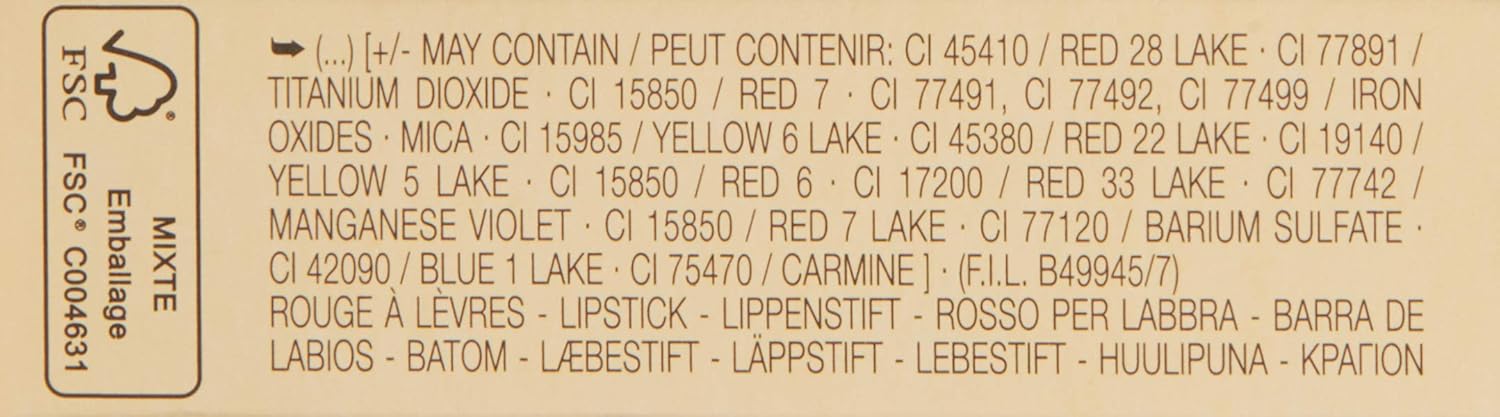 ➥ (...) [+/- MAY CONTAIN / PEUT CONTENIR: CI 45410 / RED 28 LAKE · CI 77891 /
TITANIUM DIOXIDE · CI 15850 / RED 7 · CI 77491, CI 77492, CI 77499 / IRON
OXIDES · MICA · CI 15985 / YELLOW 6 LAKE · CI 45380 / RED 22 LAKE · CI 19140 /
YELLOW 5 LAKE · CI 15850 / RED 6 · CI 17200 / RED 33 LAKE · CI 77742 /
MANGANESE VIOLET · CI 15850 / RED 7 LAKE · CI 77120 / BARIUM SULFATE ·
CI 42090 / BLUE 1 LAKE · CI 75470 / CARMINE ] · (F.I.L. B49945/7)
ROUGE À LÈVRES - LIPSTICK - LIPPENSTIFT - ROSSO PER LABBRA - BARRA DE
LABIOS - BATOM - LÆBESTIFT - LÄPPSTIFT - LEBESTIFT - HUULIPUNA - ΚΡΑΓΙΟΝ
FSC ®
MIXTE
Emballage
FSC® C004631